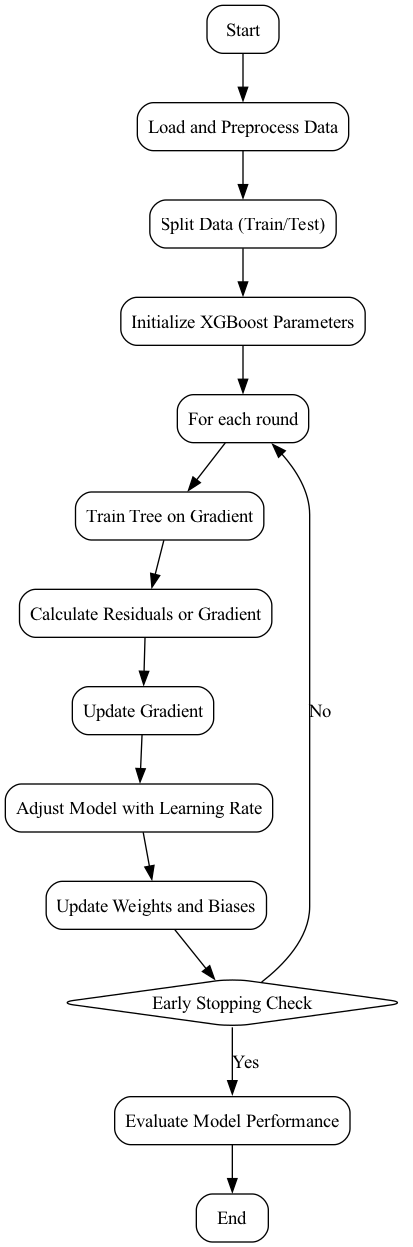 Start
Load and Preprocess Data
Split Data (Train/Test)
Initialize XGBoost Parameters
For each round
Train Tree on Gradient
Calculate Residuals or Gradient
Update Gradient
No
Adjust Model with Learning Rate
Update Weights and Biases
Early Stopping Check
Yes
Evaluate Model Performance
End